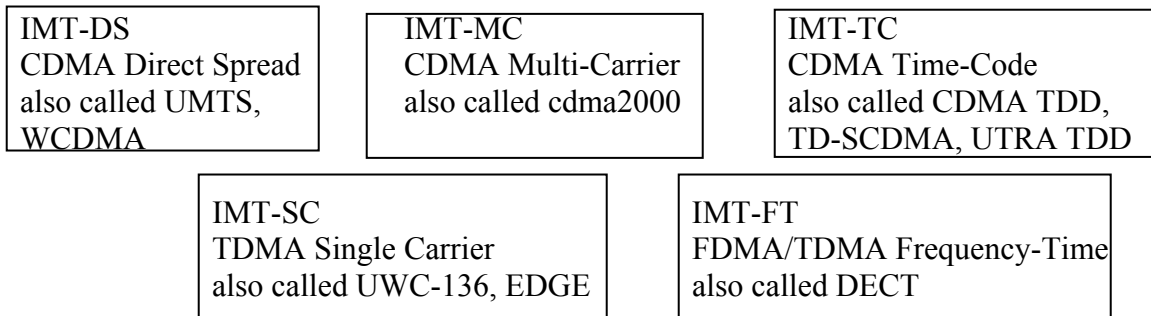 IMT-DS
CDMA Direct Spread
also called UMTS,
WCDMA
IMT-MC
CDMA Multi-Carrier
also called cdma2000
IMT-TC
CDMA Time-Code
also called CDMA TDD,
TD-SCDMA, UTRA TDD
IMT-SC
TDMA Single Carrier
also called UWC-136, EDGE
IMT-FT
FDMA/TDMA Frequency-Time
also called DECT